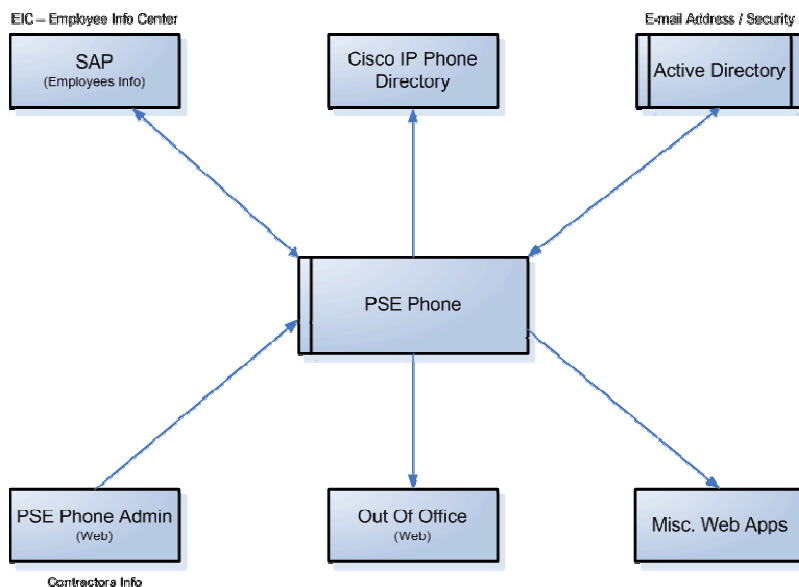 EIC – Employee Info Center
E-mail Address / Security
SAP
(Employees Info)
Cisco IP Phone
Directory
Active Directory
PSE Phone
PSE Phone Admin
(Web)
Out Of Office
(Web)
Misc. Web Apps
Contractors Info